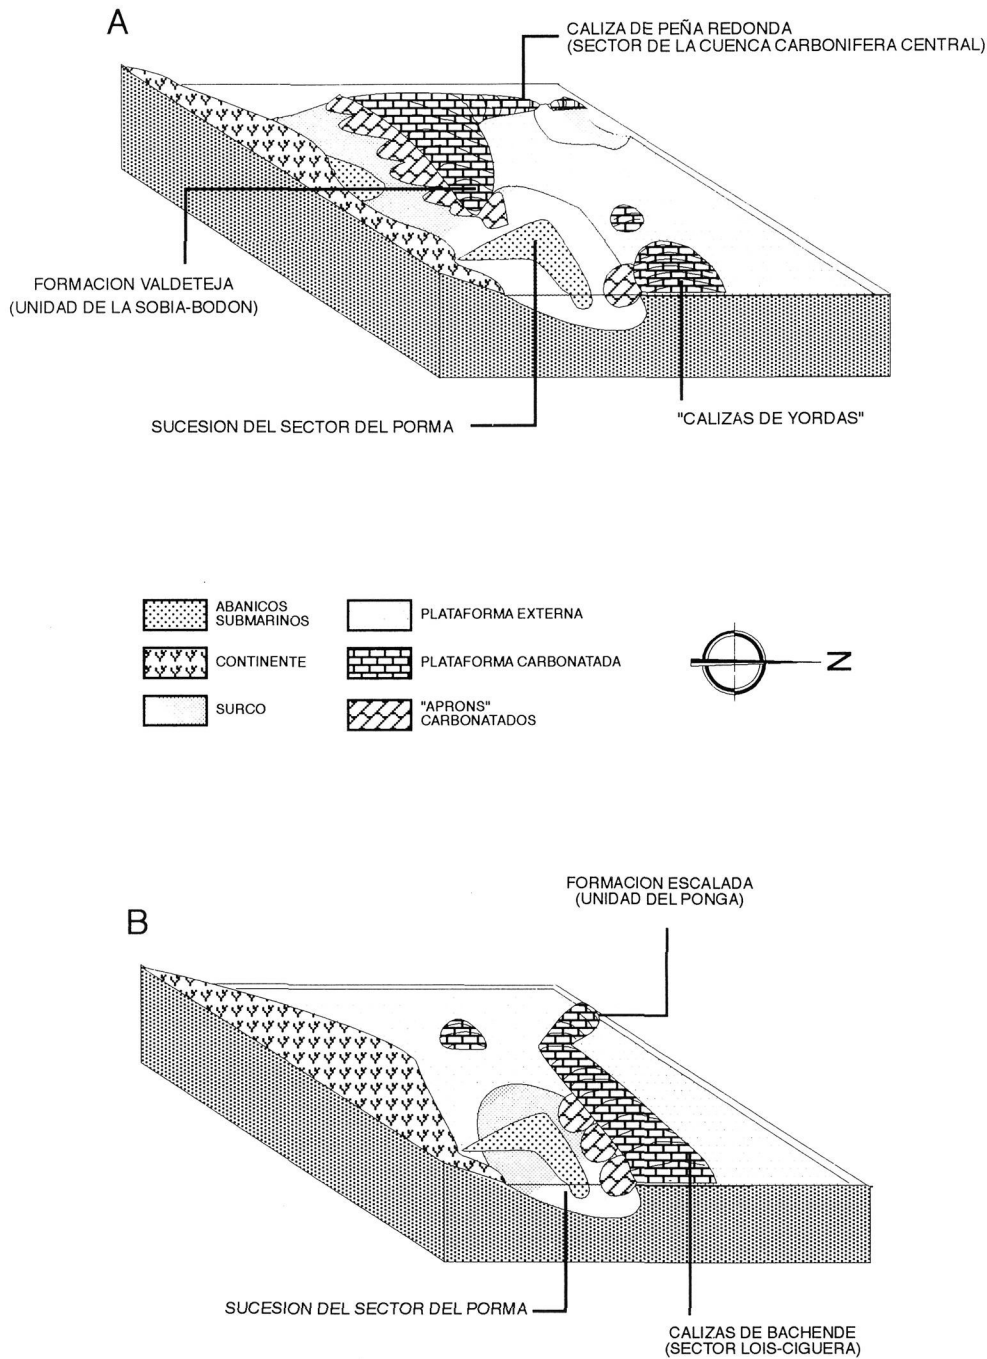 A
CALIZA DE PEÑA REDONDA
(SECTOR DE LA CUENCA CARBONIFERA CENTRAL)
FORMACION VALDETEJA
(UNIDAD DE LA SOBIA-BODON)
SUCESION DEL SECTOR DEL PORMA
"CALIZAS DE YORDAS"
ABANICOS
SUBMARINOS
PLATAFORMA EXTERNA
CONTINENTE
PLATAFORMA CARBONATADA
SURCO
"APRONS"
CARBONATADOS
N
FORMACION ESCALADA
(UNIDAD DEL PONGA)
B
SUCESION DEL SECTOR DEL PORMA
CALIZAS DE BACHENDE
(SECTOR LOIS-CIGUERA)